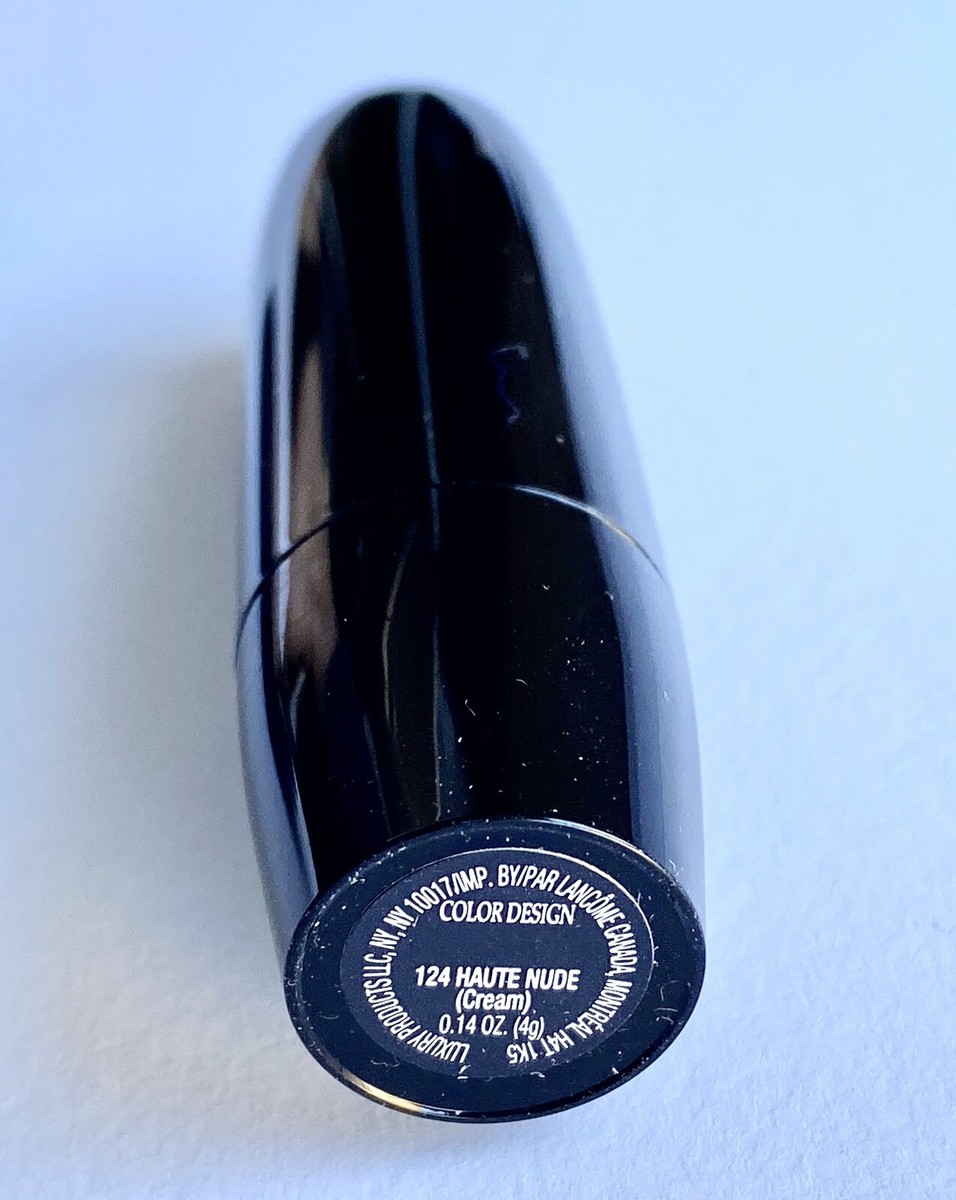 LUXURY PRODUCTS LLC, NY, NY 10017/IMP. BY/PAR LANCÔME CANADA, MONTRÉAL H4T 1K5
COLOR DESIGN
124 HAUTE NUDE
(Cream)
0.14 OZ. (4g)